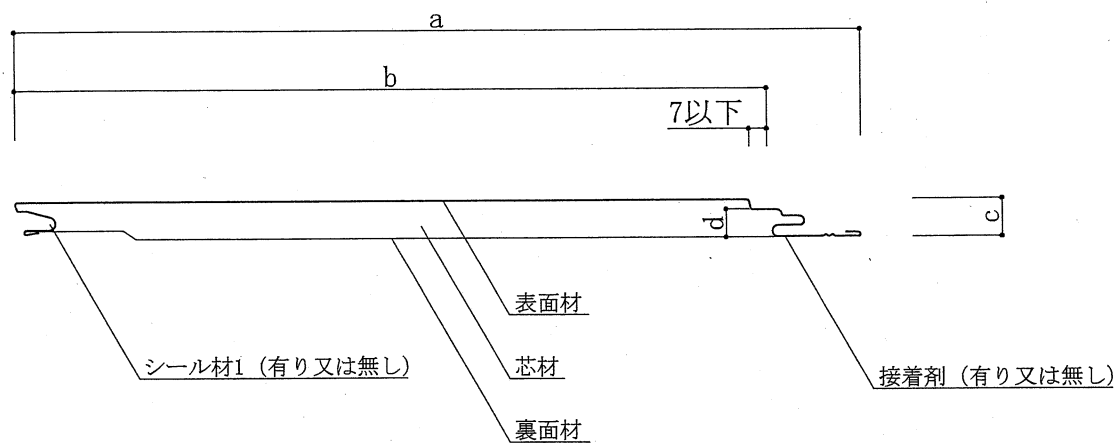 a
b
7以下
d
c
表面材
シール材1 (有り又は無し)
芯材
接着剤 (有り又は無し)
裏面材